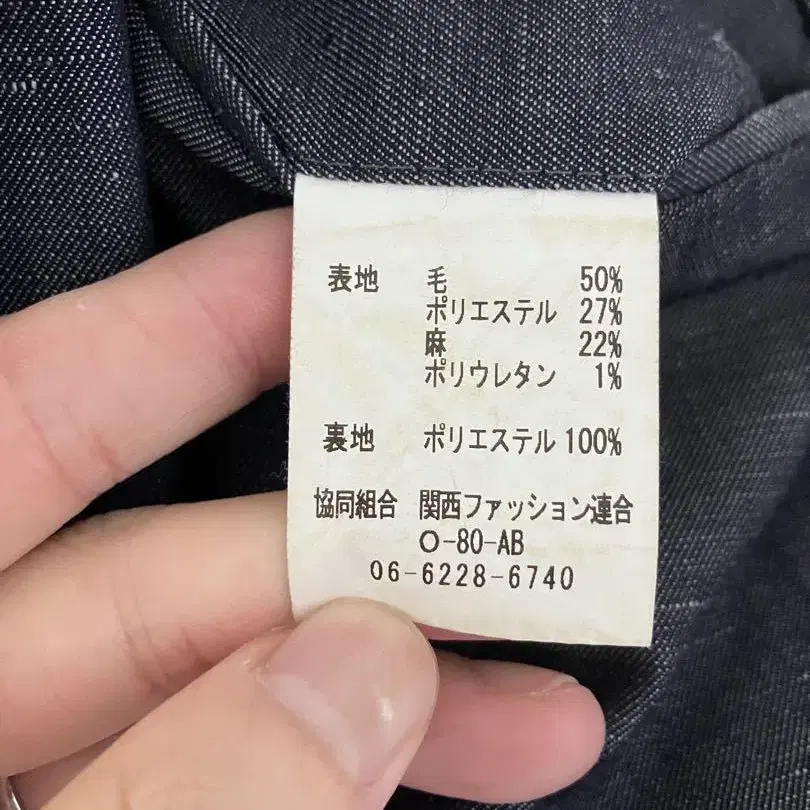 表地 毛 50%
ポリエステル 27%
麻 22%
ポリウレタン 1%
裏地 ポリエステル 100%
協同組合 関西ファッション連合
O-80-AB
06-6228-6740